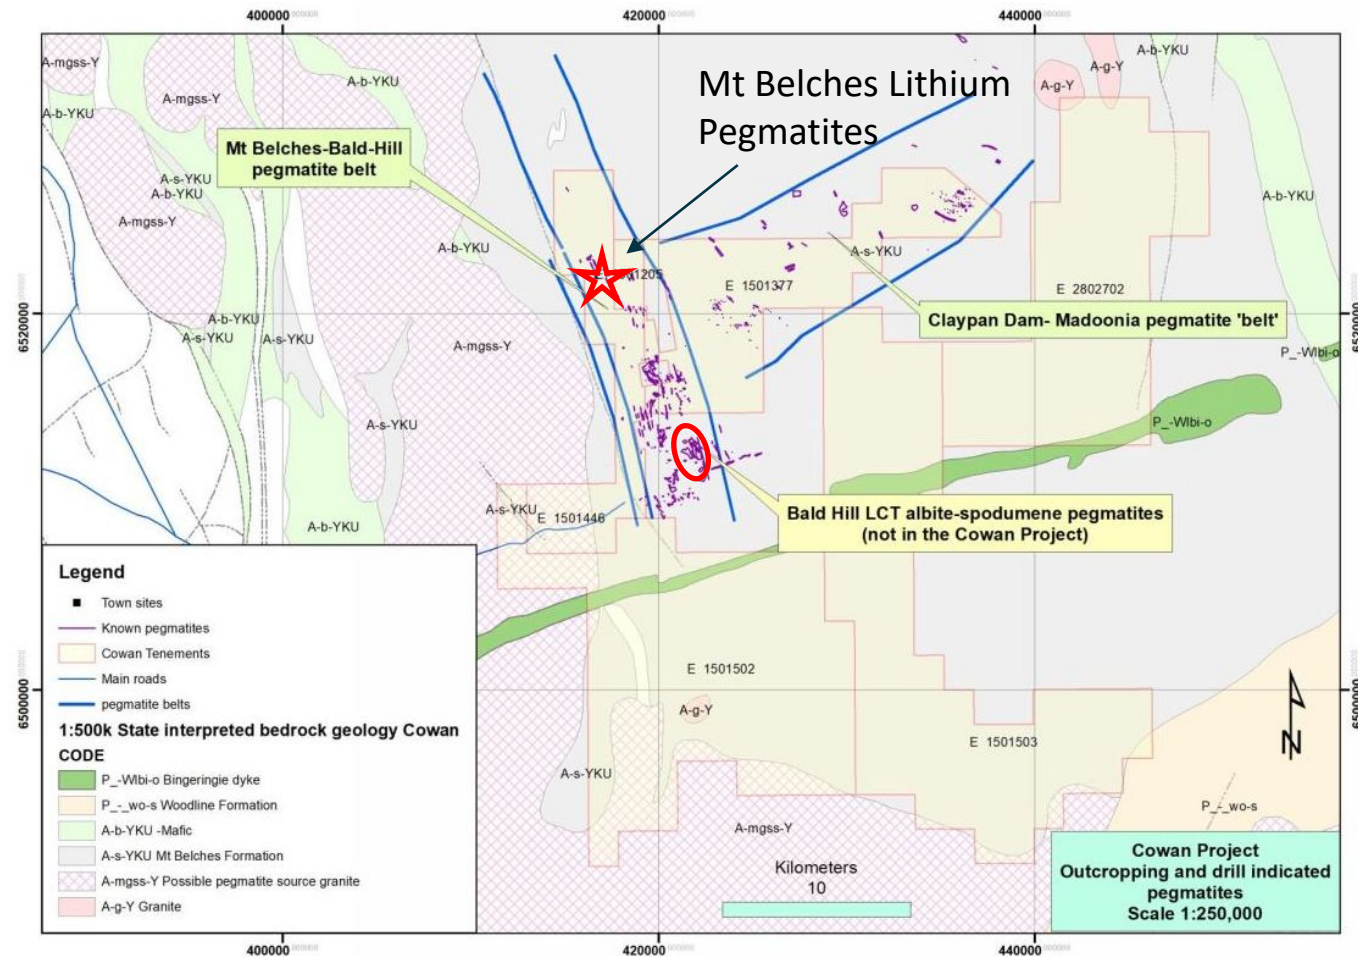 400000
420000
440000
A-mgss-Y
A-b-YKU
A-mgss-Y
A-b-YKU
Mt Belches Lithium
Pegmatites
A-g-Y
A-g-Y
A-b-YKU
Mt Belches-Bald-Hill
pegmatite belt
A-s-YKU
A-b-YKU
A-mgss-Y
A-b-YKU
A-b-YKU
A-s-YKU
1205
E 1501377
E 2802702
6520000
6520000
A-b-YKU
A-s-YKU
A-s-YKU
A-mgss-Y
Claypan Dam- Madoonia pegmatite 'belt'
P_-Wlbi-o
A-s-YKU
P_-Wlbi-o
A-s-YKU
E 1501446
A-b-YKU
Bald Hill LCT albite-spodumene pegmatites
(not in the Cowan Project)
Legend
Town sites
Known pegmatites
Cowan Tenements
Main roads
pegmatite belts
1:500k State interpreted bedrock geology Cowan
CODE
P_-Wlbi-o Bingeringie dyke
P_-_wo-s Woodline Formation
A-b-YKU -Mafic
A-s-YKU Mt Belches Formation
A-mgss-Y Possible pegmatite source granite
A-g-Y Granite
E 1501502
A-g-Y
6500000
6500000
E 1501503
A-s-YKU
P_-_wo-s
A-mgss-Y
N
Kilometers
10
Cowan Project
Outcropping and drill indicated
pegmatites
Scale 1:250,000
400000
420000
440000